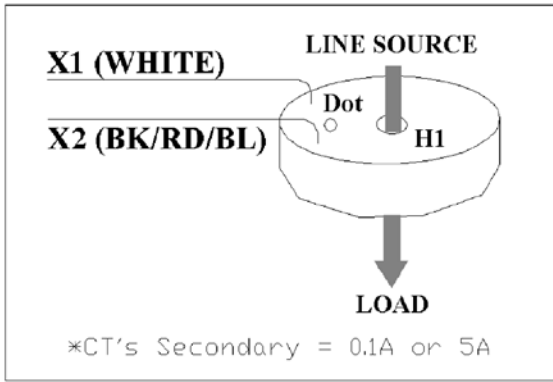 LINE SOURCE
X1 (WHITE)
Dot
X2 (BK/RD/BL)
H1
LOAD
*CT's Secondary = 0.1A or 5A